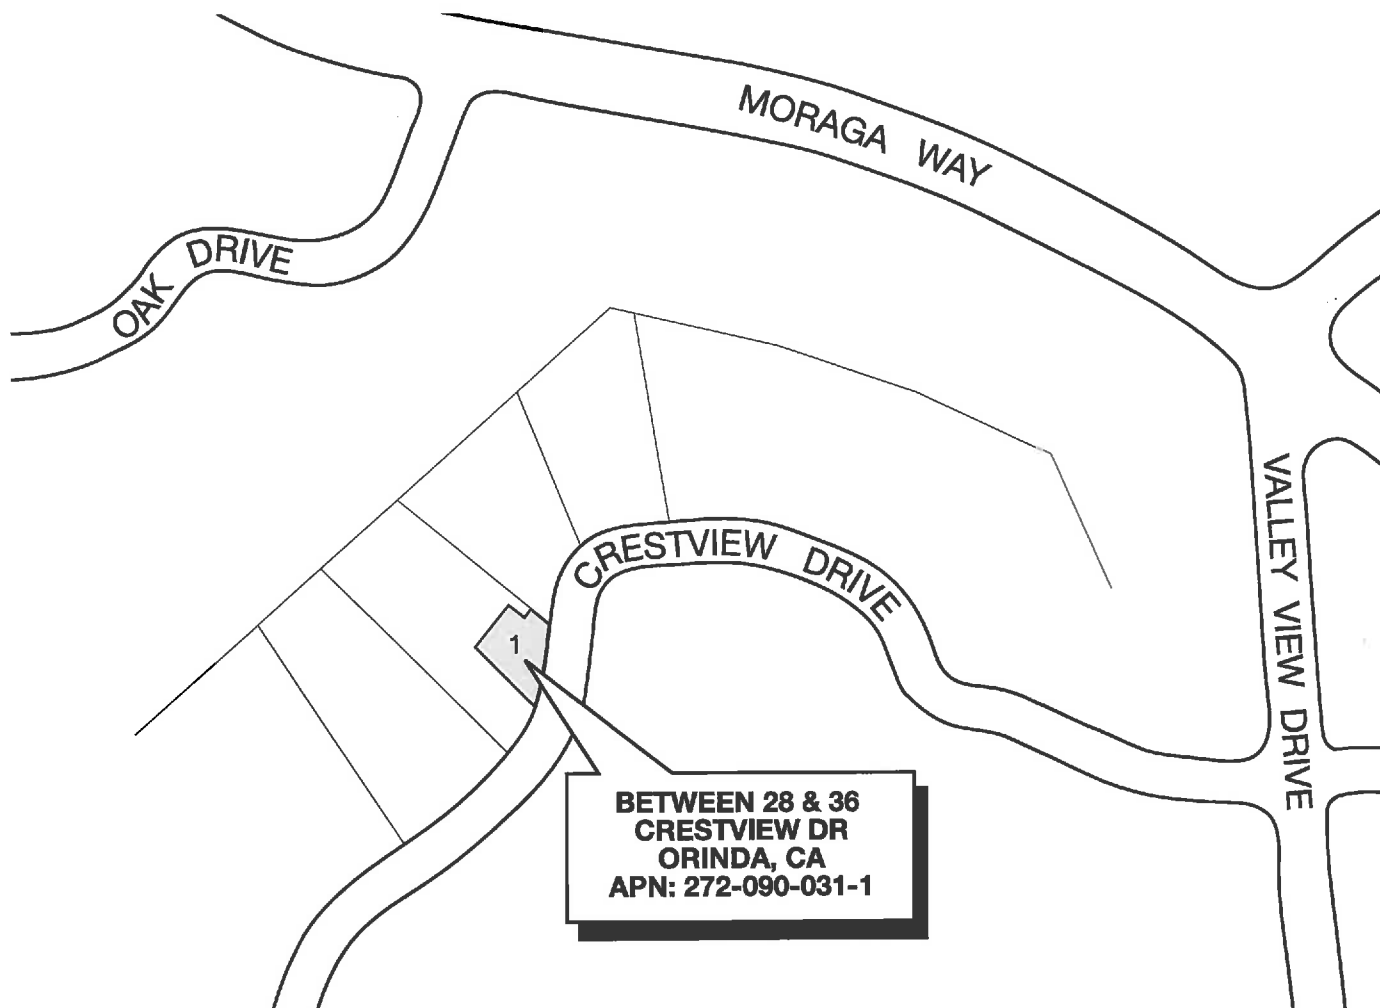 MORAGA WAY
OAK DRIVE
CRESTVIEW DRIVE
VALLEY VIEW DRIVE
1
BETWEEN 28 & 36
CRESTVIEW DR
ORINDA, CA
APN: 272-090-031-1